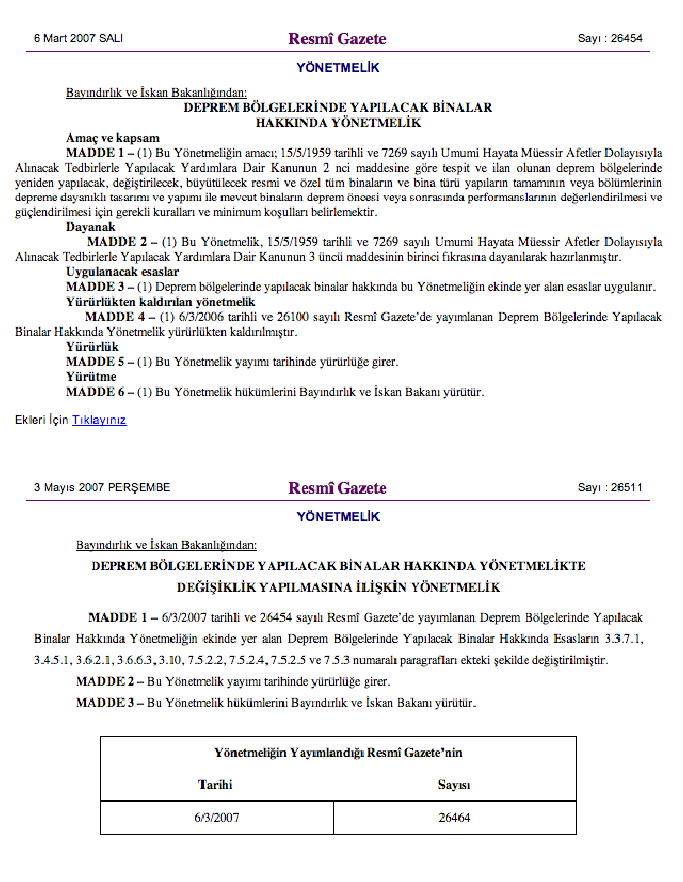 6 Mart 2007 SALI
Resmî Gazete
Sayı : 26454
YÖNETMELİK
Bayındırlık ve İskan Bakanlığından:
DEPREM BÖLGELERİNDE YAPILACAK BİNALAR
HAKKINDA YÖNETMELİK
Amaç ve kapsam
MADDE 1 – (1) Bu Yönetmeliğin amacı; 15/5/1959 tarihli ve 7269 sayılı Umumi Hayata Müessir Afetler Dolayısıyla
Alınacak Tedbirlerle Yapılacak Yardımlara Dair Kanunun 2 nci maddesine göre tespit ve ilan olunan deprem bölgelerinde
yeniden yapılacak, değiştirilecek, büyütülecek resmi ve özel tüm binaların ve bina türü yapıların tamamının veya bölümlerinin
depreme dayanıklı tasarımı ve yapımı ile mevcut binaların deprem öncesi veya sonrasında performanslarının değerlendirilmesi ve
güçlendirilmesi için gerekli kuralları ve minimum koşulları belirlemektir.
Dayanak
MADDE 2 – (1) Bu Yönetmelik, 15/5/1959 tarihli ve 7269 sayılı Umumi Hayata Müessir Afetler Dolayısıyla
Alınacak Tedbirlerle Yapılacak Yardımlara Dair Kanunun 3 üncü maddesinin birinci fıkrasına dayanılarak hazırlanmıştır.
Uygulanacak esaslar
MADDE 3 – (1) Deprem bölgelerinde yapılacak binalar hakkında bu Yönetmeliğin ekinde yer alan esaslar uygulanır.
Yürürlükten kaldırılan yönetmelik
MADDE 4 – (1) 6/3/2006 tarihli ve 26100 sayılı Resmî Gazete’de yayımlanan Deprem Bölgelerinde Yapılacak
Binalar Hakkında Yönetmelik yürürlükten kaldırılmıştır.
Yürürlük
MADDE 5 – (1) Bu Yönetmelik yayımı tarihinde yürürlüğe girer.
Yürütme
MADDE 6 – (1) Bu Yönetmelik hükümlerini Bayındırlık ve İskan Bakanı yürütür.
Ekleri İçin Tıklayınız
3 Mayıs 2007 PERŞEMBE
Resmî Gazete
Sayı : 26511
YÖNETMELİK
Bayındırlık ve İskan Bakanlığından:
DEPREM BÖLGELERİNDE YAPILACAK BİNALAR HAKKINDA YÖNETMELİKTE
DEĞİŞİKLİK YAPILMASINA İLİŞKİN YÖNETMELİK
MADDE 1 – 6/3/2007 tarihli ve 26454 sayılı Resmî Gazete’de yayımlanan Deprem Bölgelerinde Yapılacak
Binalar Hakkında Yönetmeliğin ekinde yer alan Deprem Bölgelerinde Yapılacak Binalar Hakkında Esasların 3.3.7.1,
3.4.5.1, 3.6.2.1, 3.6.6.3, 3.10, 7.5.2.2, 7.5.2.4, 7.5.2.5 ve 7.5.3 numaralı paragrafları ekteki şekilde değiştirilmiştir.
MADDE 2 – Bu Yönetmelik yayımı tarihinde yürürlüğe girer.
MADDE 3 – Bu Yönetmelik hükümlerini Bayındırlık ve İskan Bakanı yürütür.
Yönetmeliğin Yayımlandığı Resmî Gazete’nin
Tarihi
Sayısı
6/3/2007
26464